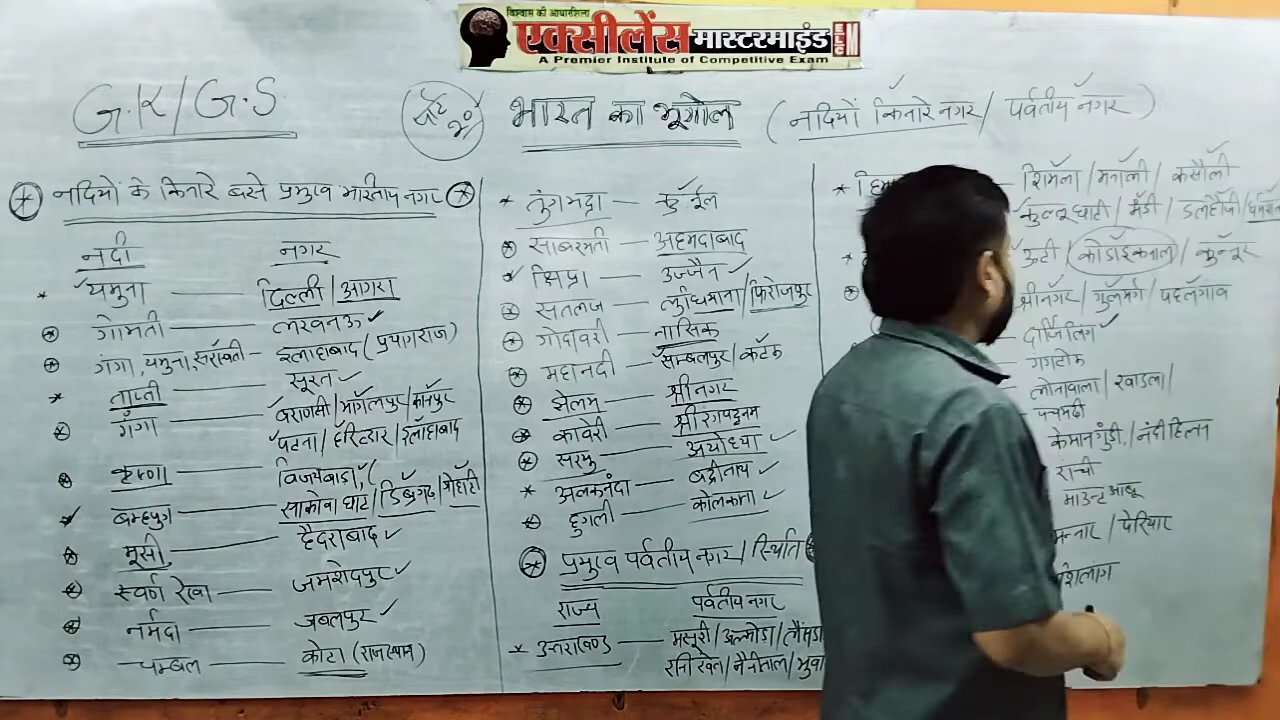 विश्वास की आधारशिला
एक्सीलेंस मास्टरमाइंड
A Premier Institute of Competitive Exam
G.K/G.S
भारत का भूगोल (नदियों किनारे नगर/ पर्वतीय नगर)
नदियों के किनारे बसे प्रमुख भारतीय नगर
नदी नगर
यमुना — दिल्ली/आगरा
गोमती — लखनऊ
गंगा, यमुना, सरस्वती — इलाहाबाद (प्रयागराज)
ताप्ती — सूरत
गंगा — वाराणसी/भागलपुर/कानपुर
पटना/हरिद्वार/इलाहाबाद
कृष्णा — विजयवाडा, (
बम्हपुत्र — साकोवा घाट/डिब्रूगढ/गोहाटी
मूसी — हैदराबाद
स्वर्ण रेखा — जमशेदपुर
नर्मदा — जबलपुर
चम्बल — कोटा (राजस्थान)
तुंगभद्रा — कुर्नूल
साबरमती — अहमदाबाद
क्षिप्रा — उज्जैन
सतलज — लुधियाना/फिरोजपुर
गोदावरी — नासिक
महानदी — सम्बलपुर/कटक
झेलम — श्रीनगर
कावेरी — श्रीरंगपट्टनम
सरयु — अयोध्या
अलकनंदा — बद्रीनाथ
हुगली — कोलकाता
प्रमुख पर्वतीय नगर/स्थिति
राज्य पर्वतीय नगर
उत्तराखण्ड — मसूरी/अल्मोडा/
रानीखेत/नैनीताल/
शिमला/मनाली/कसौली
कुल्लू घाटी/मंडी/डलहौजी/
ऊटी/कोडाईकनाल/कुन्नूर
श्रीनगर/गुलमर्ग/पहलगाव
दार्जिलिंग
गंगटोक
लोनावाला/खंडाला/
पचमढी
केमानगुंडी,/नंदी हिल्स
रांची
माउन्ट आबू
मुन्नार/पेरियार
शिलांग